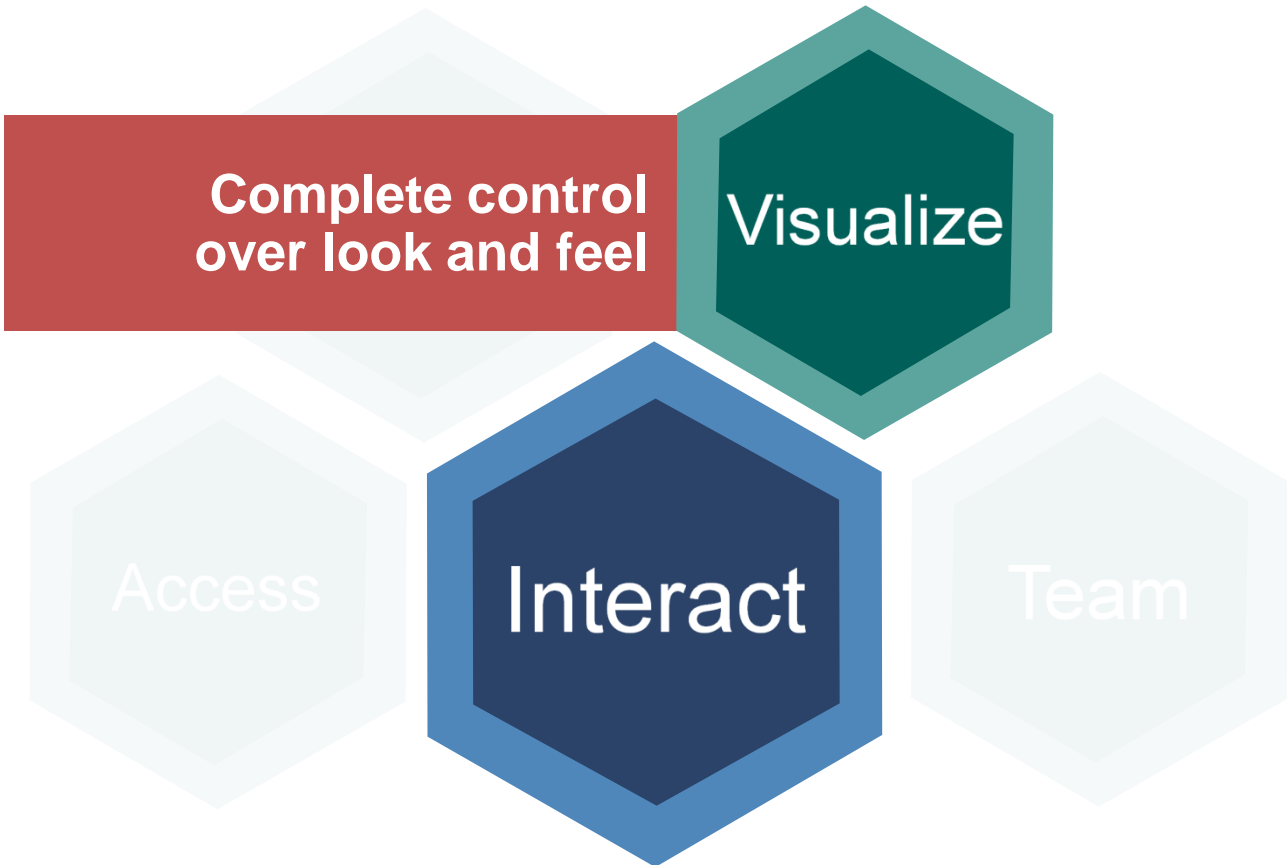 Complete control
over look and feel
Visualize
Access
Interact
Team